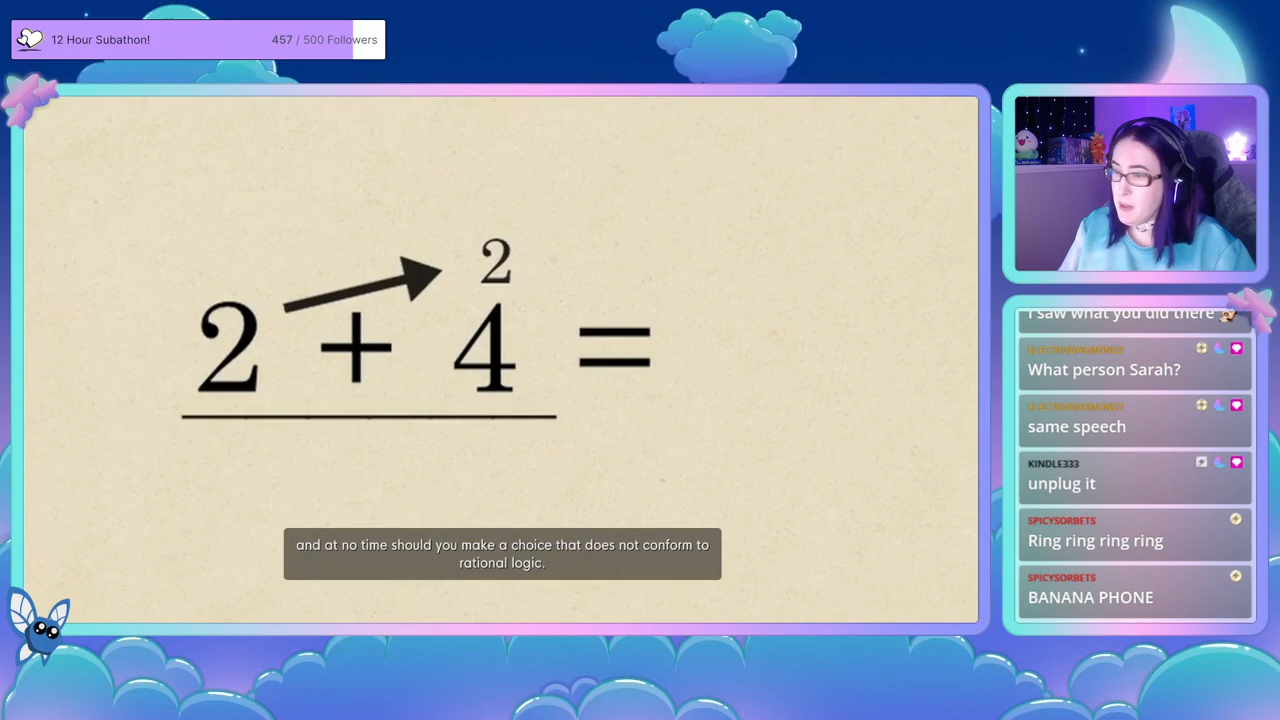 12 Hour Subathon!
457 / 500 Followers
2
2 + 4 =
and at no time should you make a choice that does not conform to
rational logic.
I saw what you did there
ELECTRODAEMONIC
What person Sarah?
ELECTRODAEMONIC
same speech
KINDLE333
unplug it
SPICYSORBETS
Ring ring ring ring
SPICYSORBETS
BANANA PHONE